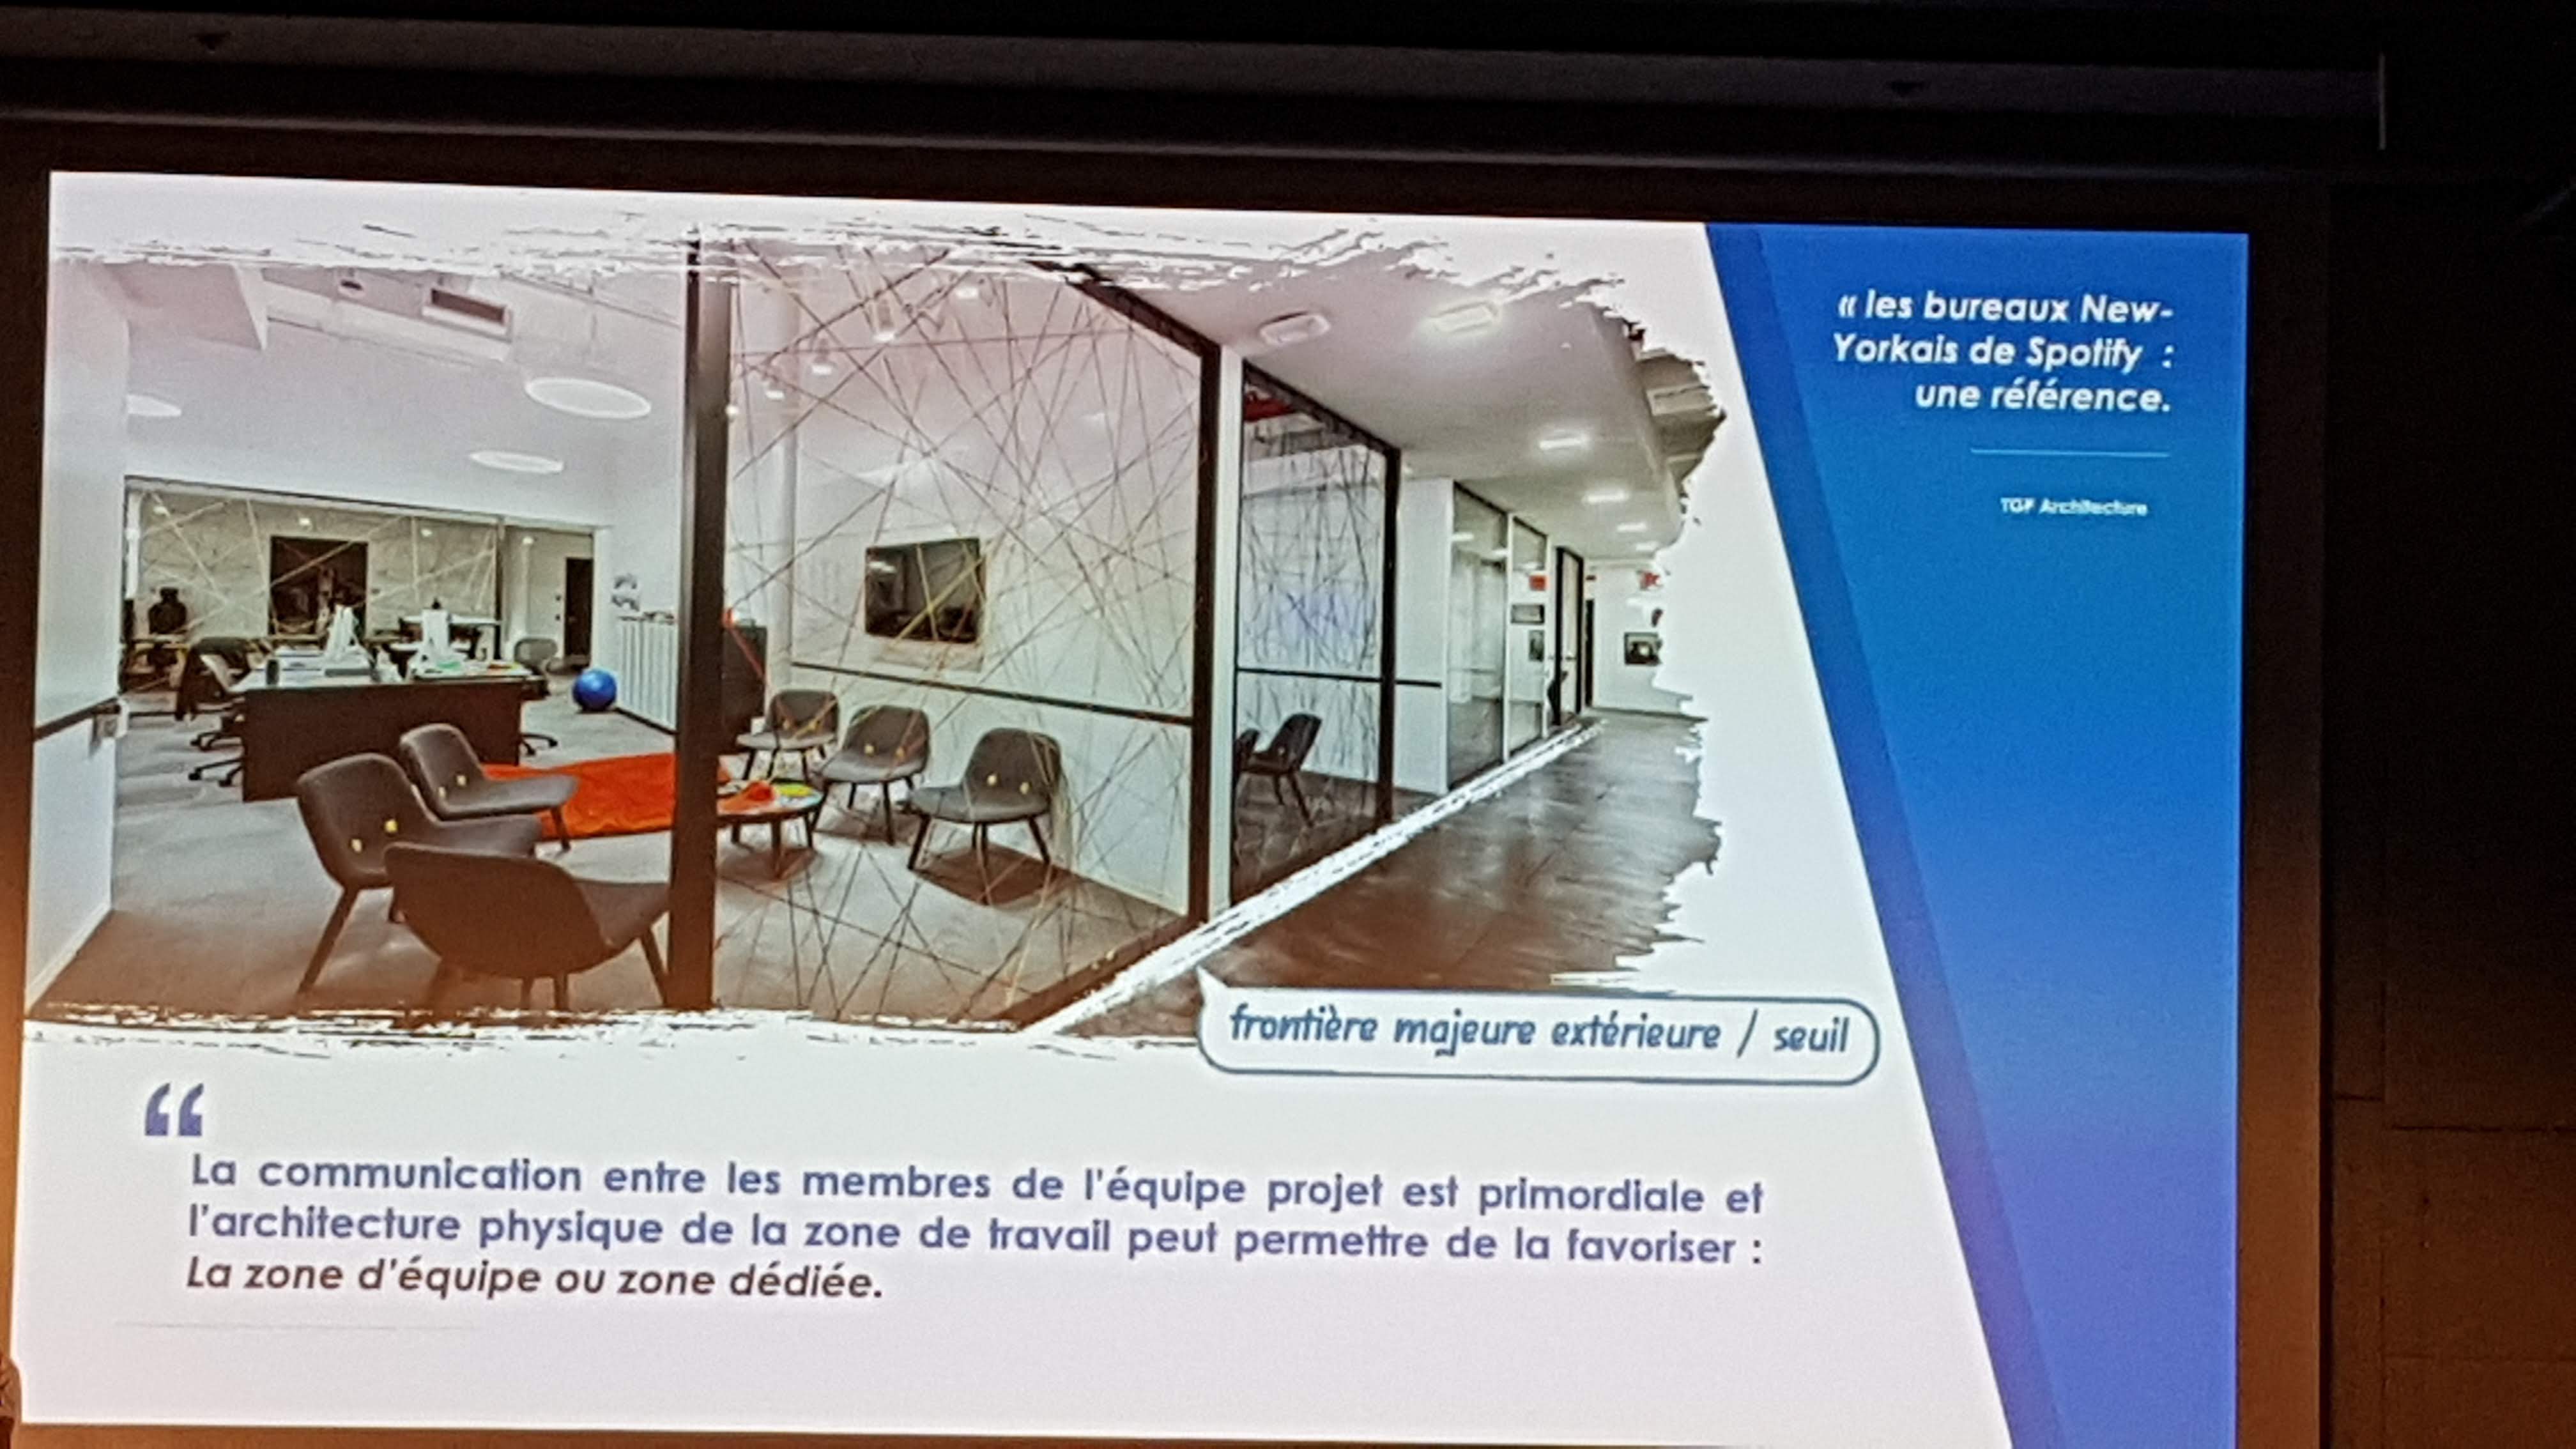 « les bureaux New-
Yorkais de Spotify :
une référence.
TGF Architecture
frontière majeure extérieure / seuil
“
La communication entre les membres de l'équipe projet est primordiale et
l'architecture physique de la zone de travail peut permettre de la favoriser :
La zone d'équipe ou zone dédiée.